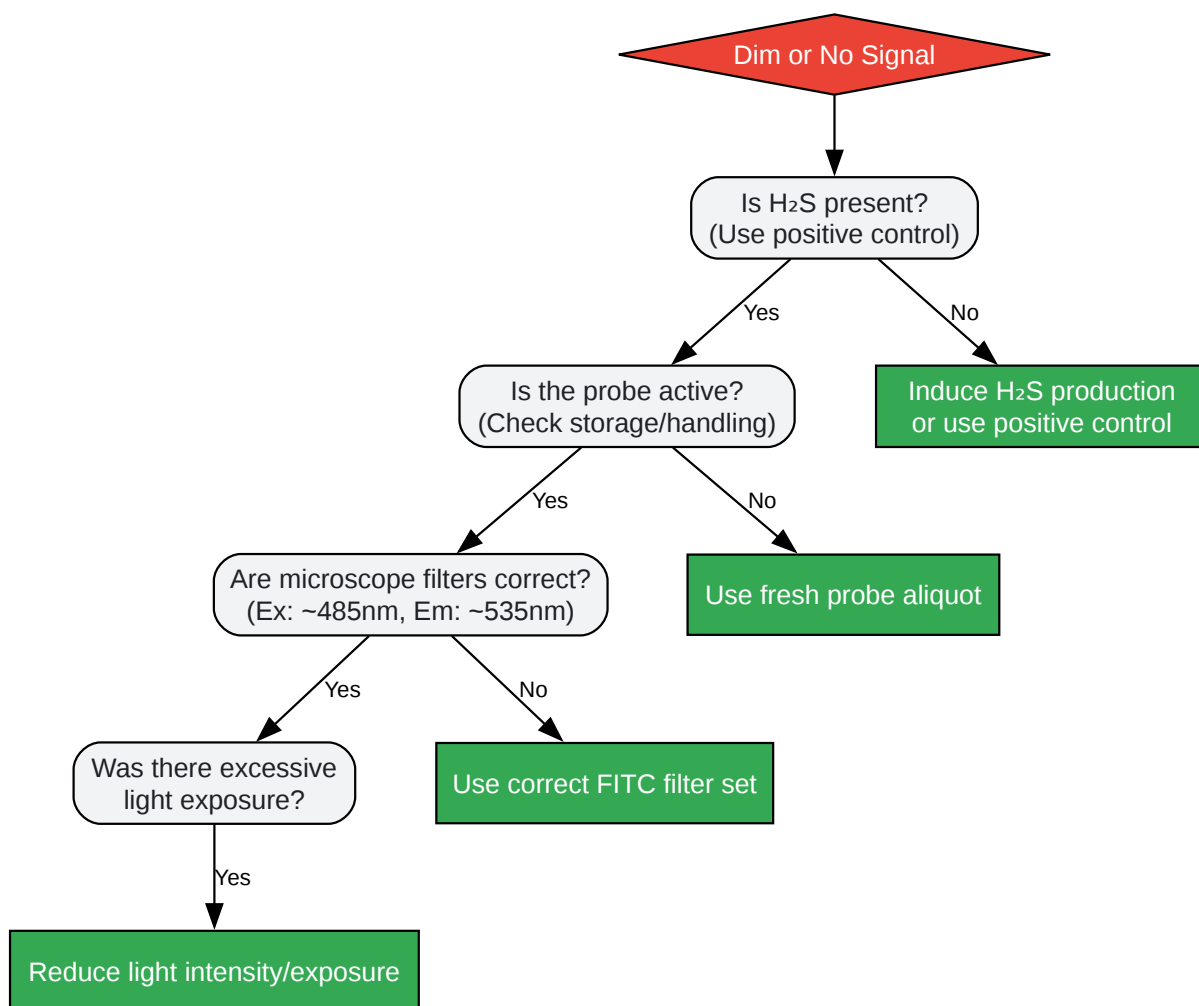 Dim or No Signal
Is H₂S present?
(Use positive control)
Yes
No
Is the probe active?
(Check storage/handling)
Induce H₂S production
or use positive control
Yes
No
Are microscope filters correct?
(Ex: ~485nm, Em: ~535nm)
Use fresh probe aliquot
Yes
No
Was there excessive
light exposure?
Use correct FITC filter set
Yes
Reduce light intensity/exposure